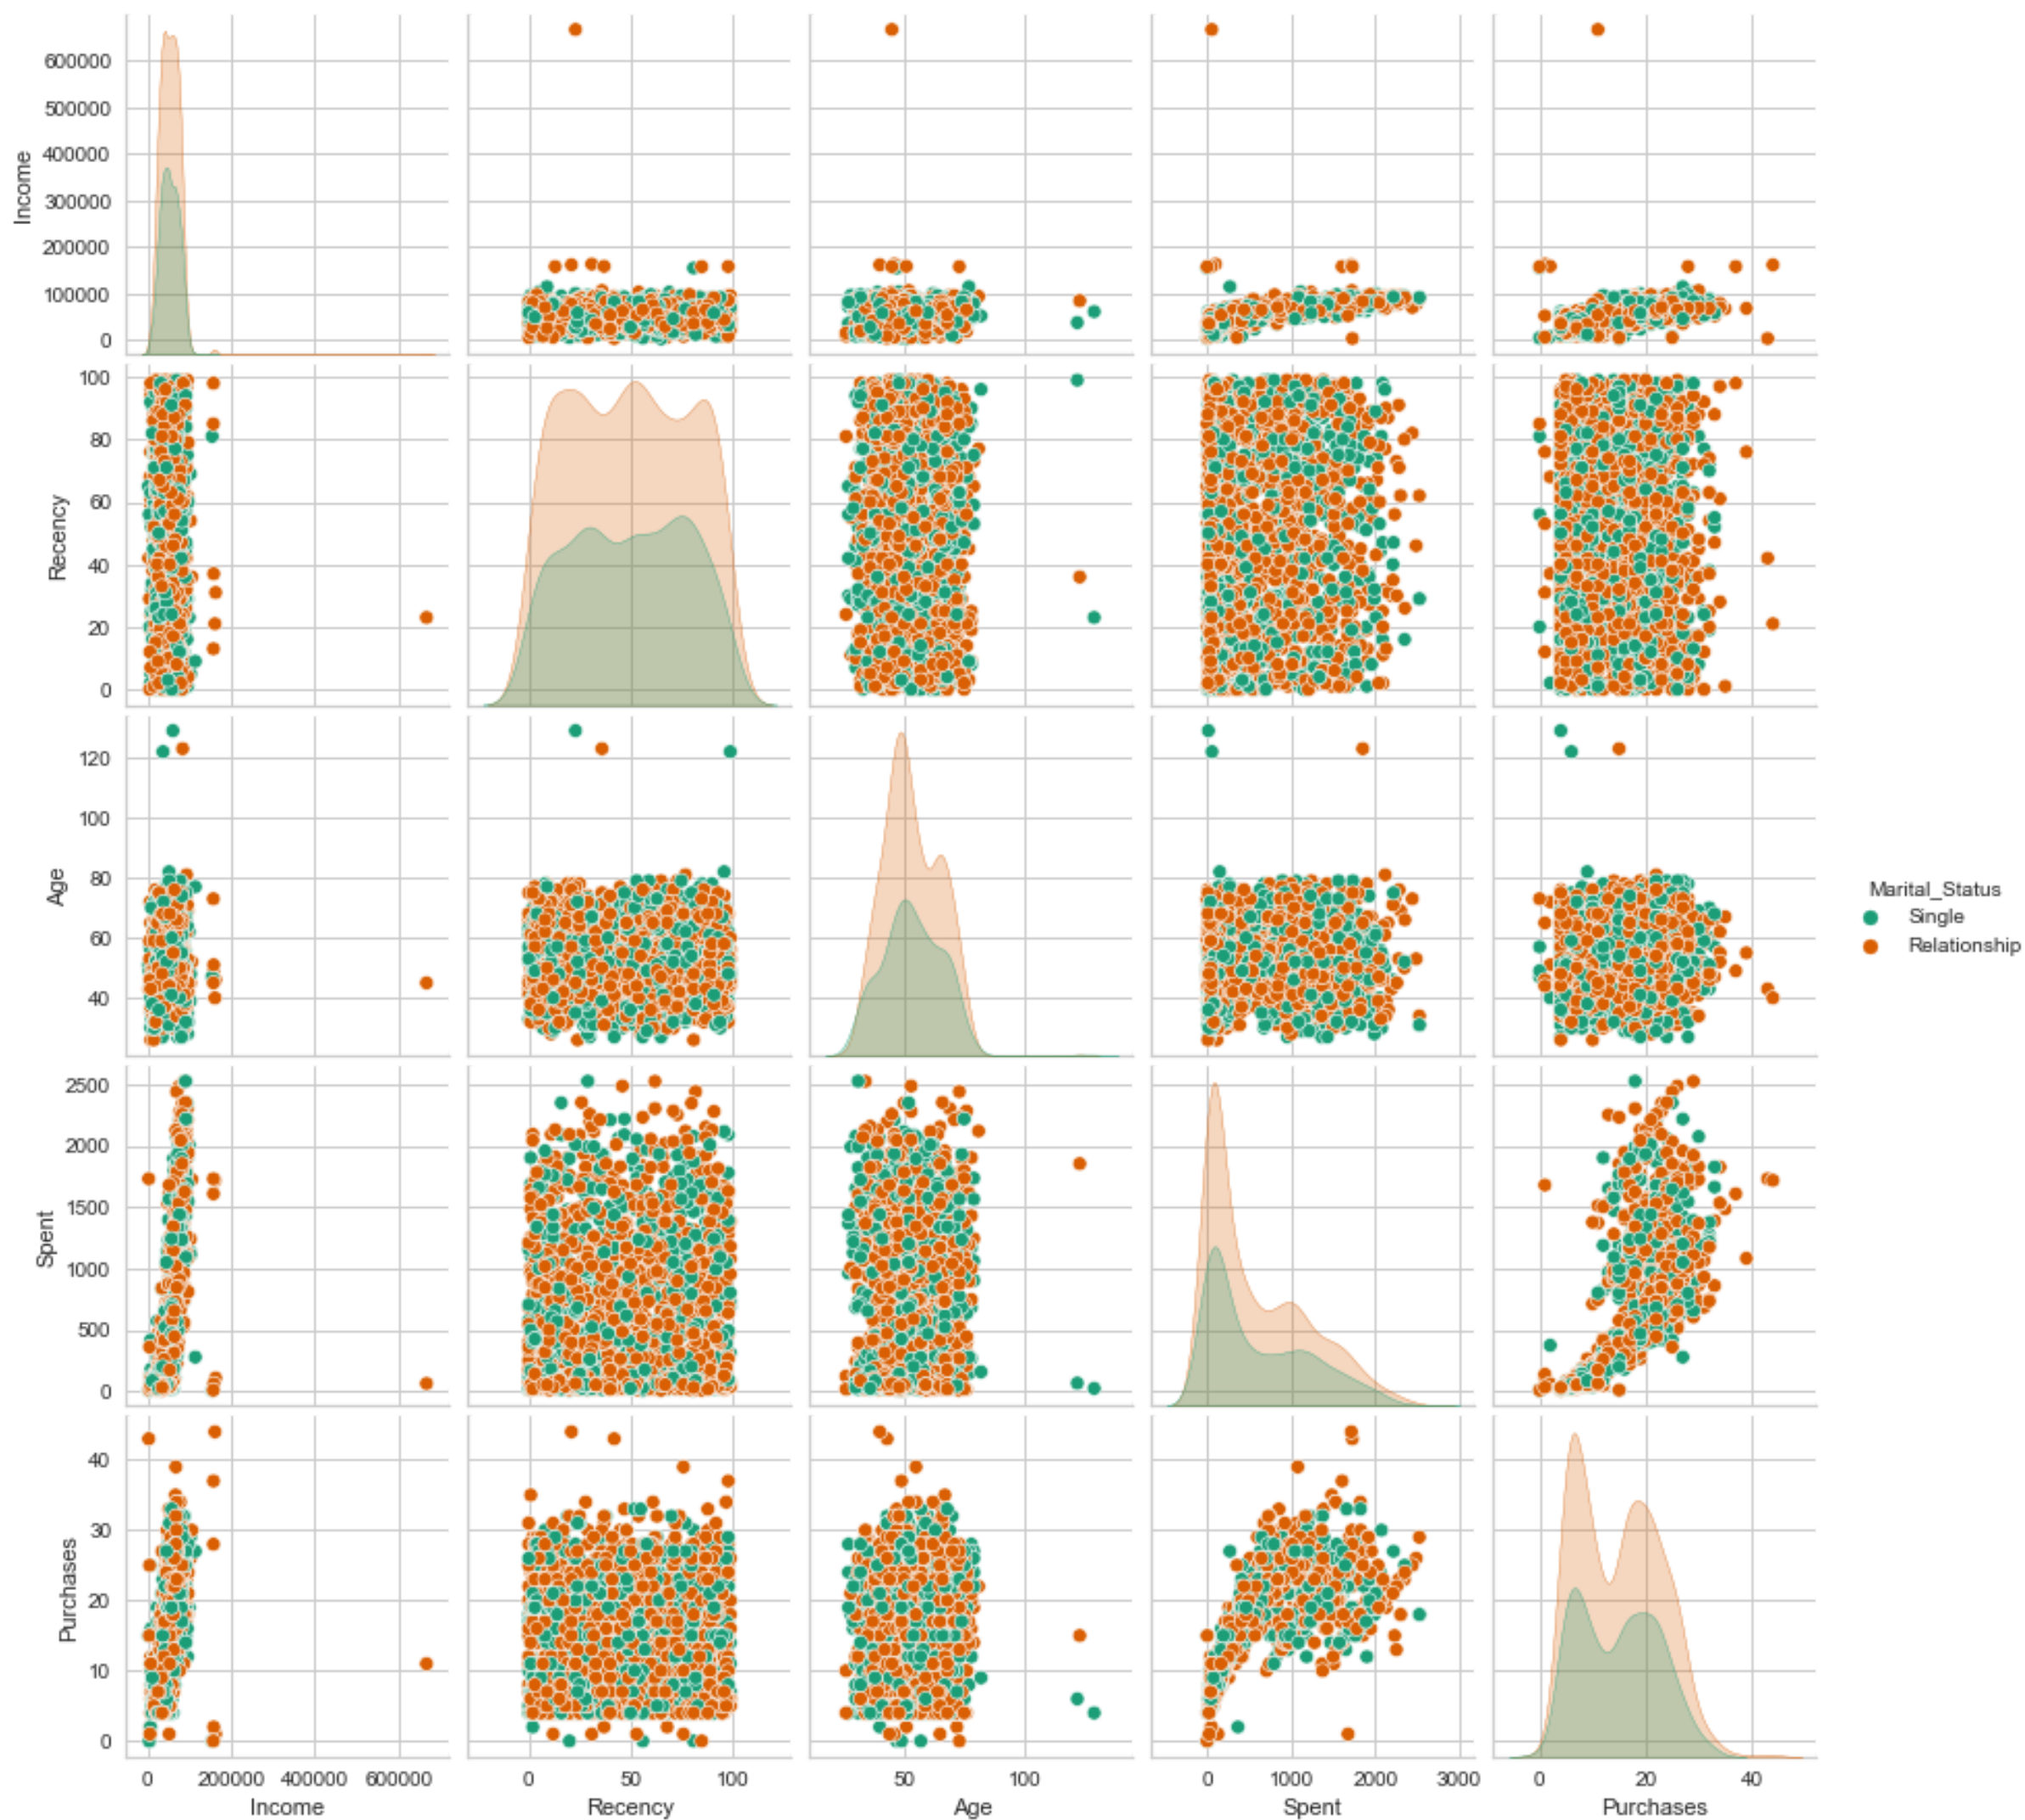 600000
500000
400000
300000
200000
100000
0
Income
100
80
60
40
20
0
Recency
120
100
80
60
40
Age
Marital_Status
Single
Relationship
2500
2000
1500
1000
500
0
Spent
40
30
20
10
0
Purchases
0 200000 400000 600000
0 50 100
50 100
0 1000 2000 3000
0 20 40
Income Recency Age Spent Purchases